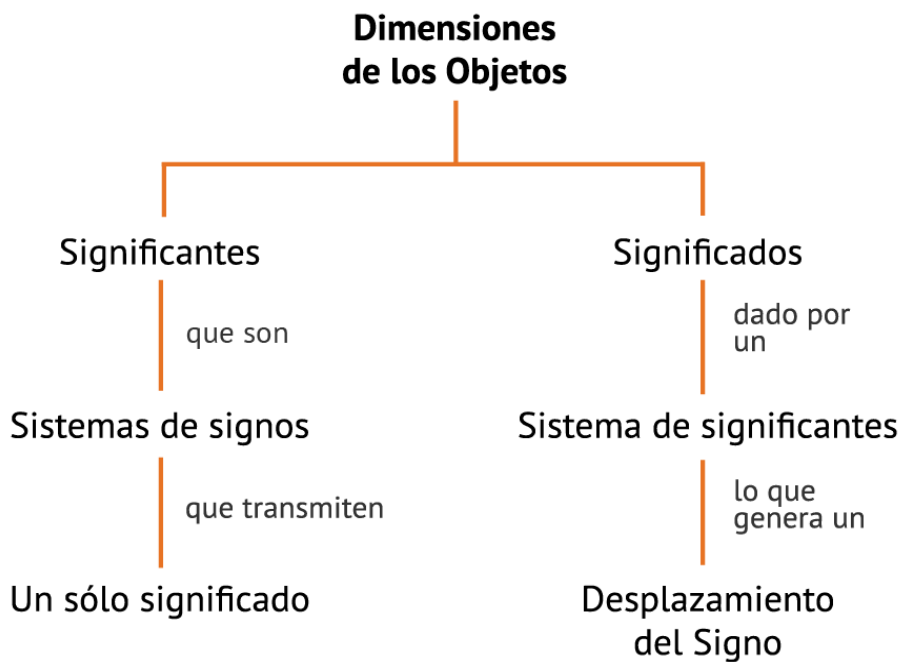 Dimensiones
de los Objetos
Significantes
que son
Sistemas de signos
que transmiten
Un sólo significado
Significados
dado por
un
Sistema de significantes
lo que
genera un
Desplazamiento
del Signo